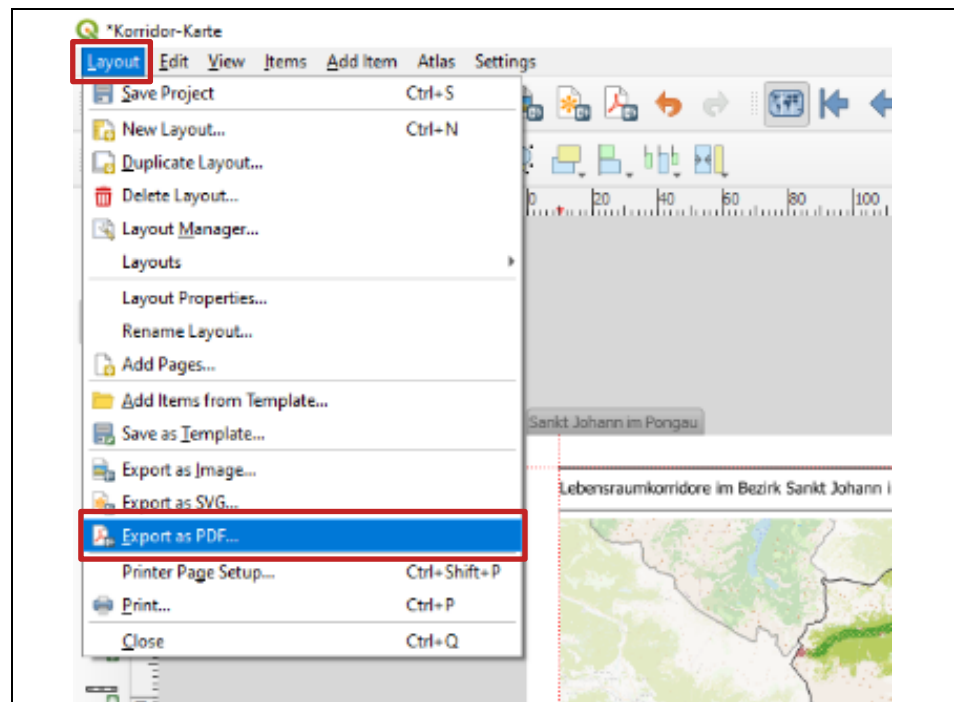 *Korridor-Karte
Layout Edit View Items Add Item Atlas Settings
Save Project Ctrl+S
New Layout... Ctrl+N
Duplicate Layout...
Delete Layout...
Layout Manager...
Layouts
Layout Properties...
Rename Layout...
Add Pages...
Add Items from Template...
Save as Template...
Export as Image...
Export as SVG...
Export as PDF...
Printer Page Setup... Ctrl+Shift+P
Print... Ctrl+P
Close Ctrl+Q
0 20 40 60 80 100
Sankt Johann im Pongau
Lebensraumkorridore im Bezirk Sankt Johann i